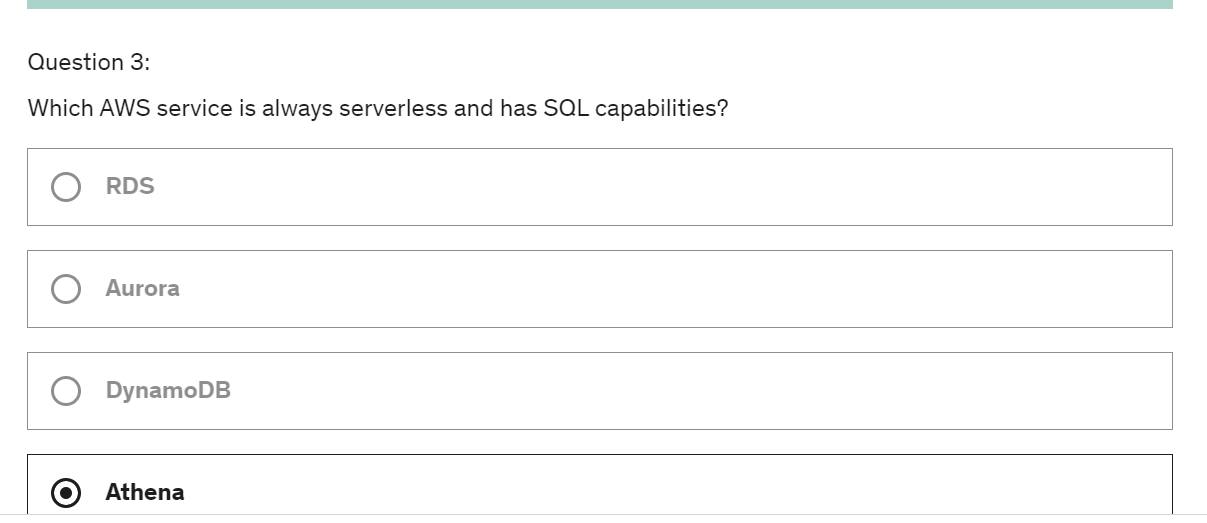 Question 3:
Which AWS service is always serverless and has SQL capabilities?
RDS
Aurora
DynamoDB
Athena